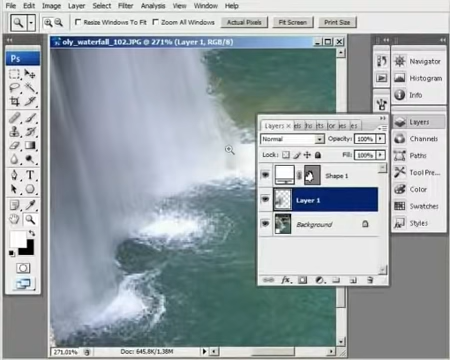 File Edit Image Layer Select Filter Analysis View Window Help
Resize Windows To Fit Zoom All Windows Actual Pixels Fit Screen Print Size
oly_waterfall_102.JPG @ 271% (Layer 1, RGB/8)
Ps
Navigator
Histogram
Info
Layers
Channels
Paths
Tool Pre...
Color
Swatches
Styles
Layers ×
Normal Opacity: 100%
Lock: Fill: 100%
Shape 1
Layer 1
Background
fx
271.01% Doc: 645.8K/1.38M